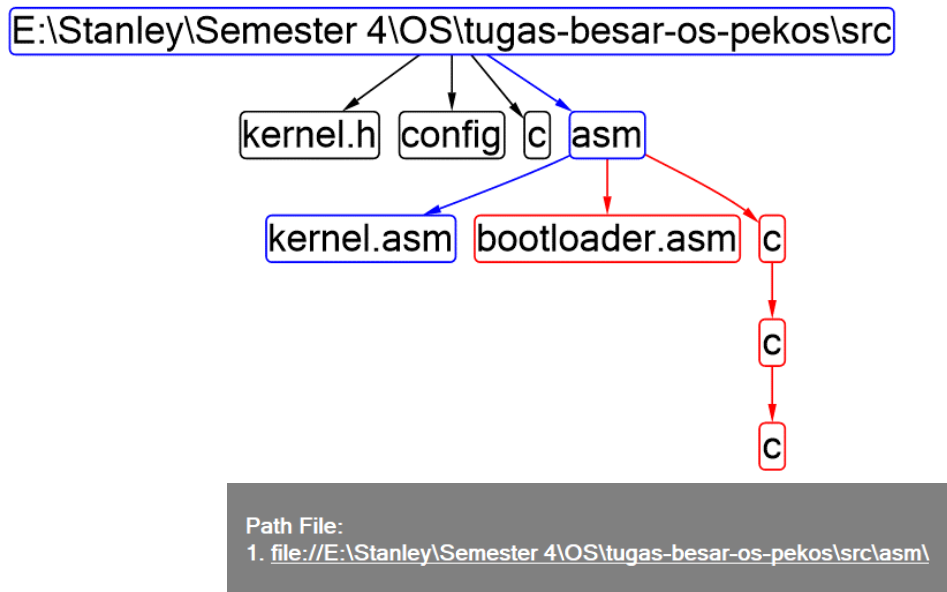 E:\Stanley\Semester 4\OS\tugas-besar-os-pekos\src
kernel.h config c asm
kernel.asm bootloader.asm c
c
c
Path File:
1. file://E:\Stanley\Semester 4\OS\tugas-besar-os-pekos\src\asm\